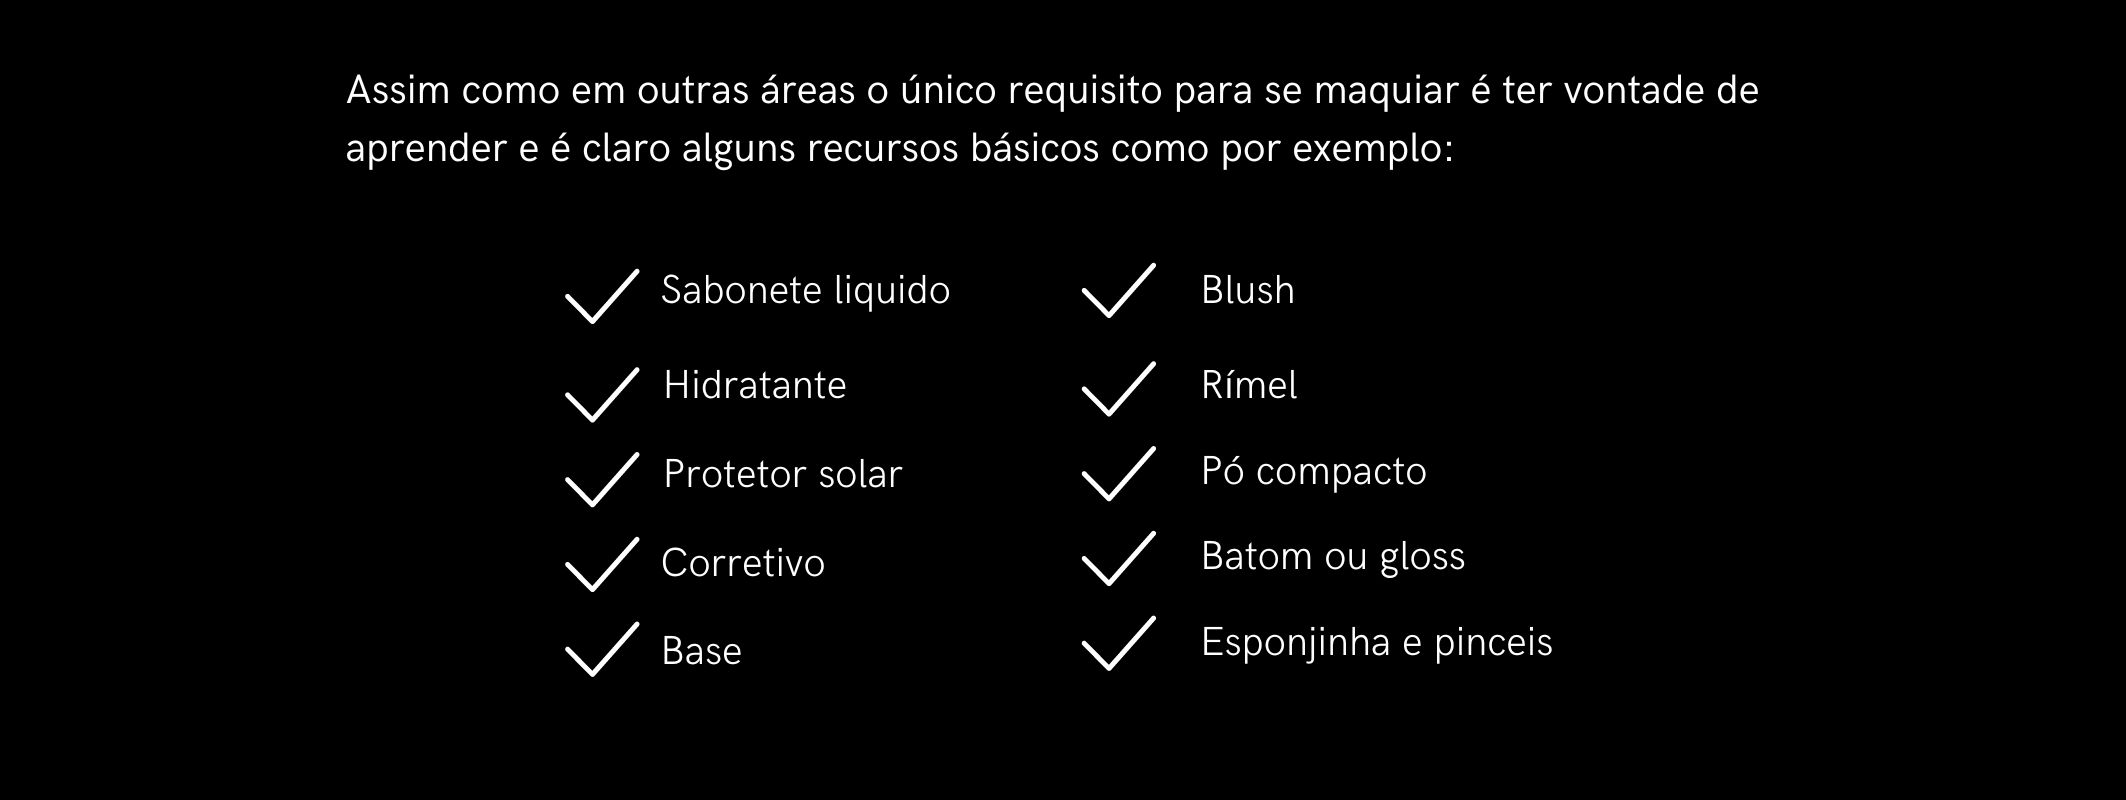 Assim como em outras áreas o único requisito para se maquiar é ter vontade de
aprender e é claro alguns recursos básicos como por exemplo:
Sabonete liquido
Hidratante
Protetor solar
Corretivo
Base
Blush
Rímel
Pó compacto
Batom ou gloss
Esponjinha e pinceis